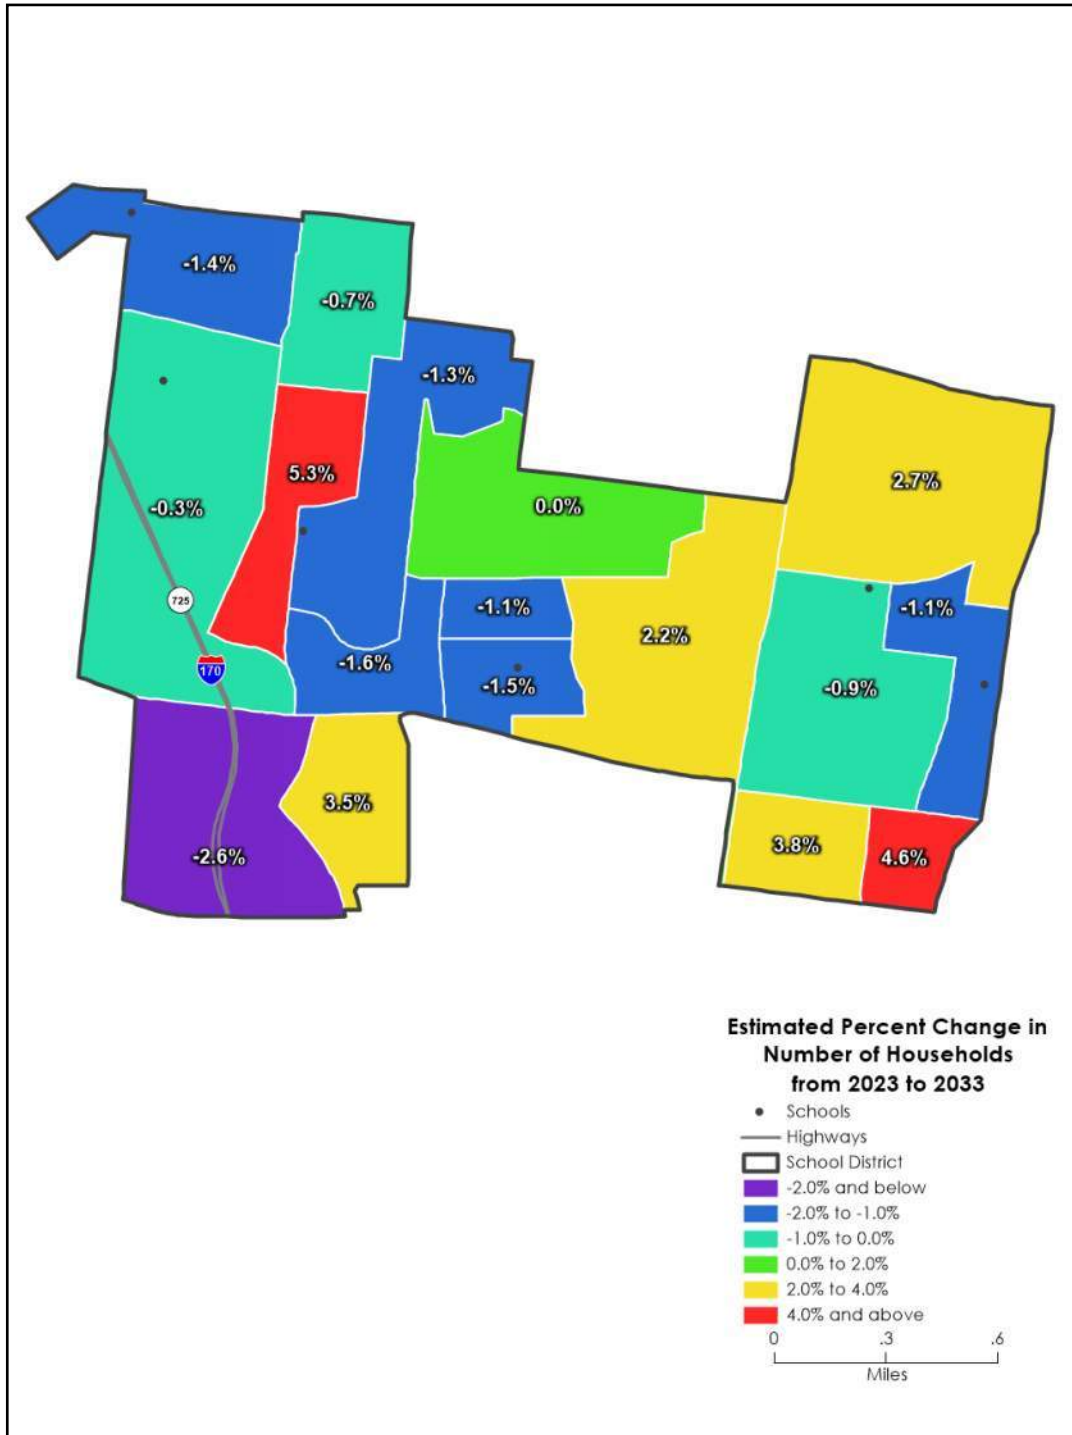 -1.4%
-0.7%
-1.3%
5.3%
2.7%
-0.3%
0.0%
725
-1.1%
-1.1%
2.2%
-1.6%
170
-1.5%
-0.9%
3.5%
3.8%
-2.6%
4.6%
Estimated Percent Change in
Number of Households
from 2023 to 2033
Schools
Highways
School District
-2.0% and below
-2.0% to -1.0%
-1.0% to 0.0%
0.0% to 2.0%
2.0% to 4.0%
4.0% and above
0 .3 .6
Miles